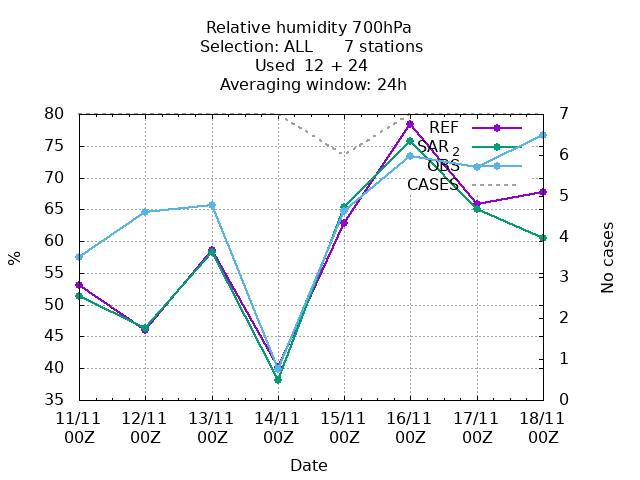 Relative humidity 700hPa
Selection: ALL 7 stations
Used 12 + 24
Averaging window: 24h
80 7
REF
75
SAR 2
6
OBS
70
CASES
5
65
60
4
%
No cases
55
3
50
2
45
40
1
35 0
11/11 12/11 13/11 14/11 15/11 16/11 17/11 18/11
00Z 00Z 00Z 00Z 00Z 00Z 00Z 00Z
Date